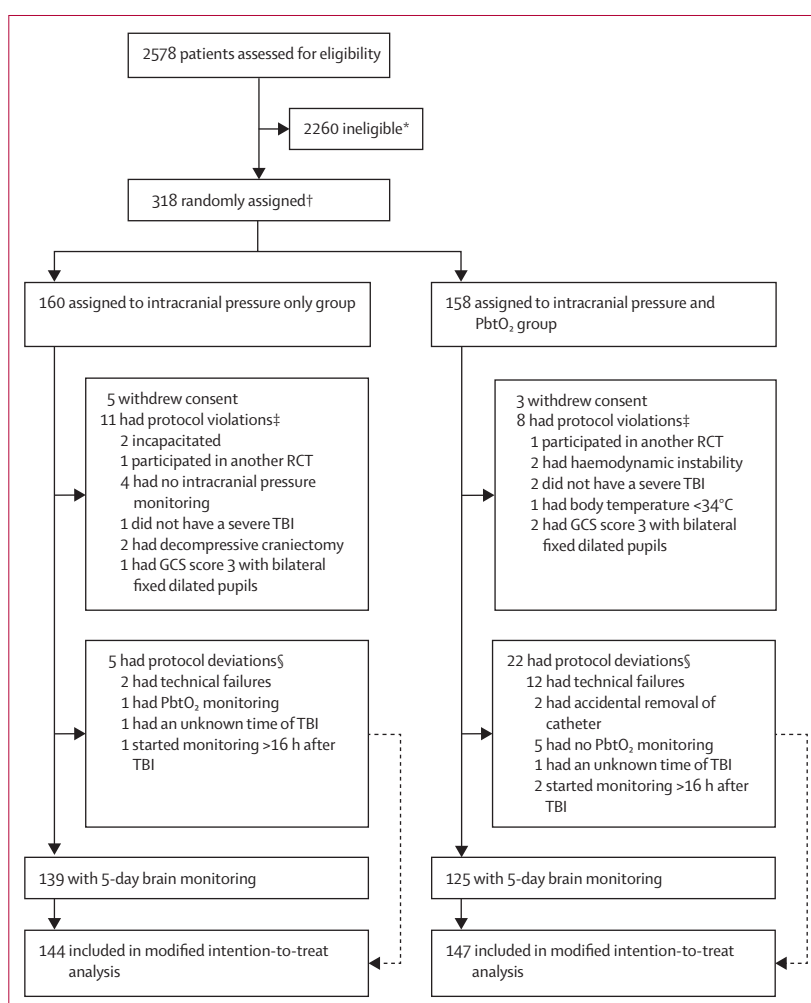 2578 patients assessed for eligibility
2260 ineligible*
318 randomly assigned†
160 assigned to intracranial pressure only group
158 assigned to intracranial pressure and
PbtO₂ group
5 withdrew consent
11 had protocol violations‡
2 incapacitated
1 participated in another RCT
4 had no intracranial pressure
monitoring
1 did not have a severe TBI
2 had decompressive craniectomy
1 had GCS score 3 with bilateral
fixed dilated pupils
3 withdrew consent
8 had protocol violations‡
1 participated in another RCT
2 had haemodynamic instability
2 did not have a severe TBI
1 had body temperature <34°C
2 had GCS score 3 with bilateral
fixed dilated pupils
5 had protocol deviations§
2 had technical failures
1 had PbtO₂ monitoring
1 had an unknown time of TBI
1 started monitoring >16 h after
TBI
22 had protocol deviations§
12 had technical failures
2 had accidental removal of
catheter
5 had no PbtO₂ monitoring
1 had an unknown time of TBI
2 started monitoring >16 h after
TBI
139 with 5-day brain monitoring
125 with 5-day brain monitoring
144 included in modified intention-to-treat
analysis
147 included in modified intention-to-treat
analysis